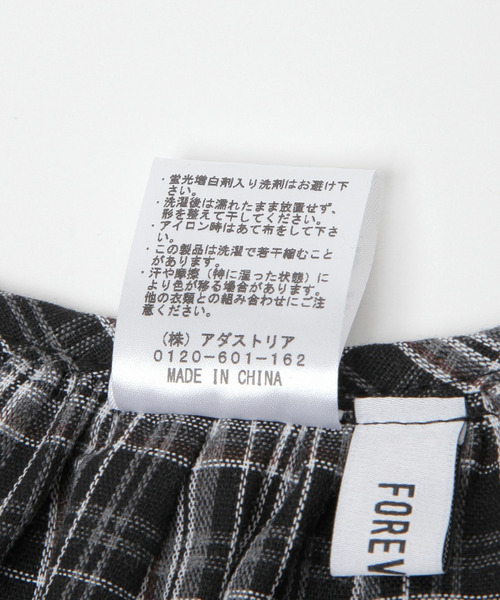 ・蛍光増白剤入り洗剤はお避け下
さい。
・洗濯後は濡れたまま放置せず、
形を整えて干してください。
・アイロン時はあて布をして下さ
い。
・この製品は洗濯で若干縮むこと
があります。
・汗や摩擦（特に湿った状態）に
より色が移る場合があります。
他の衣類との組み合わせにご注
意ください。
（株）アダストリア
0120-601-162
MADE IN CHINA
FOREV